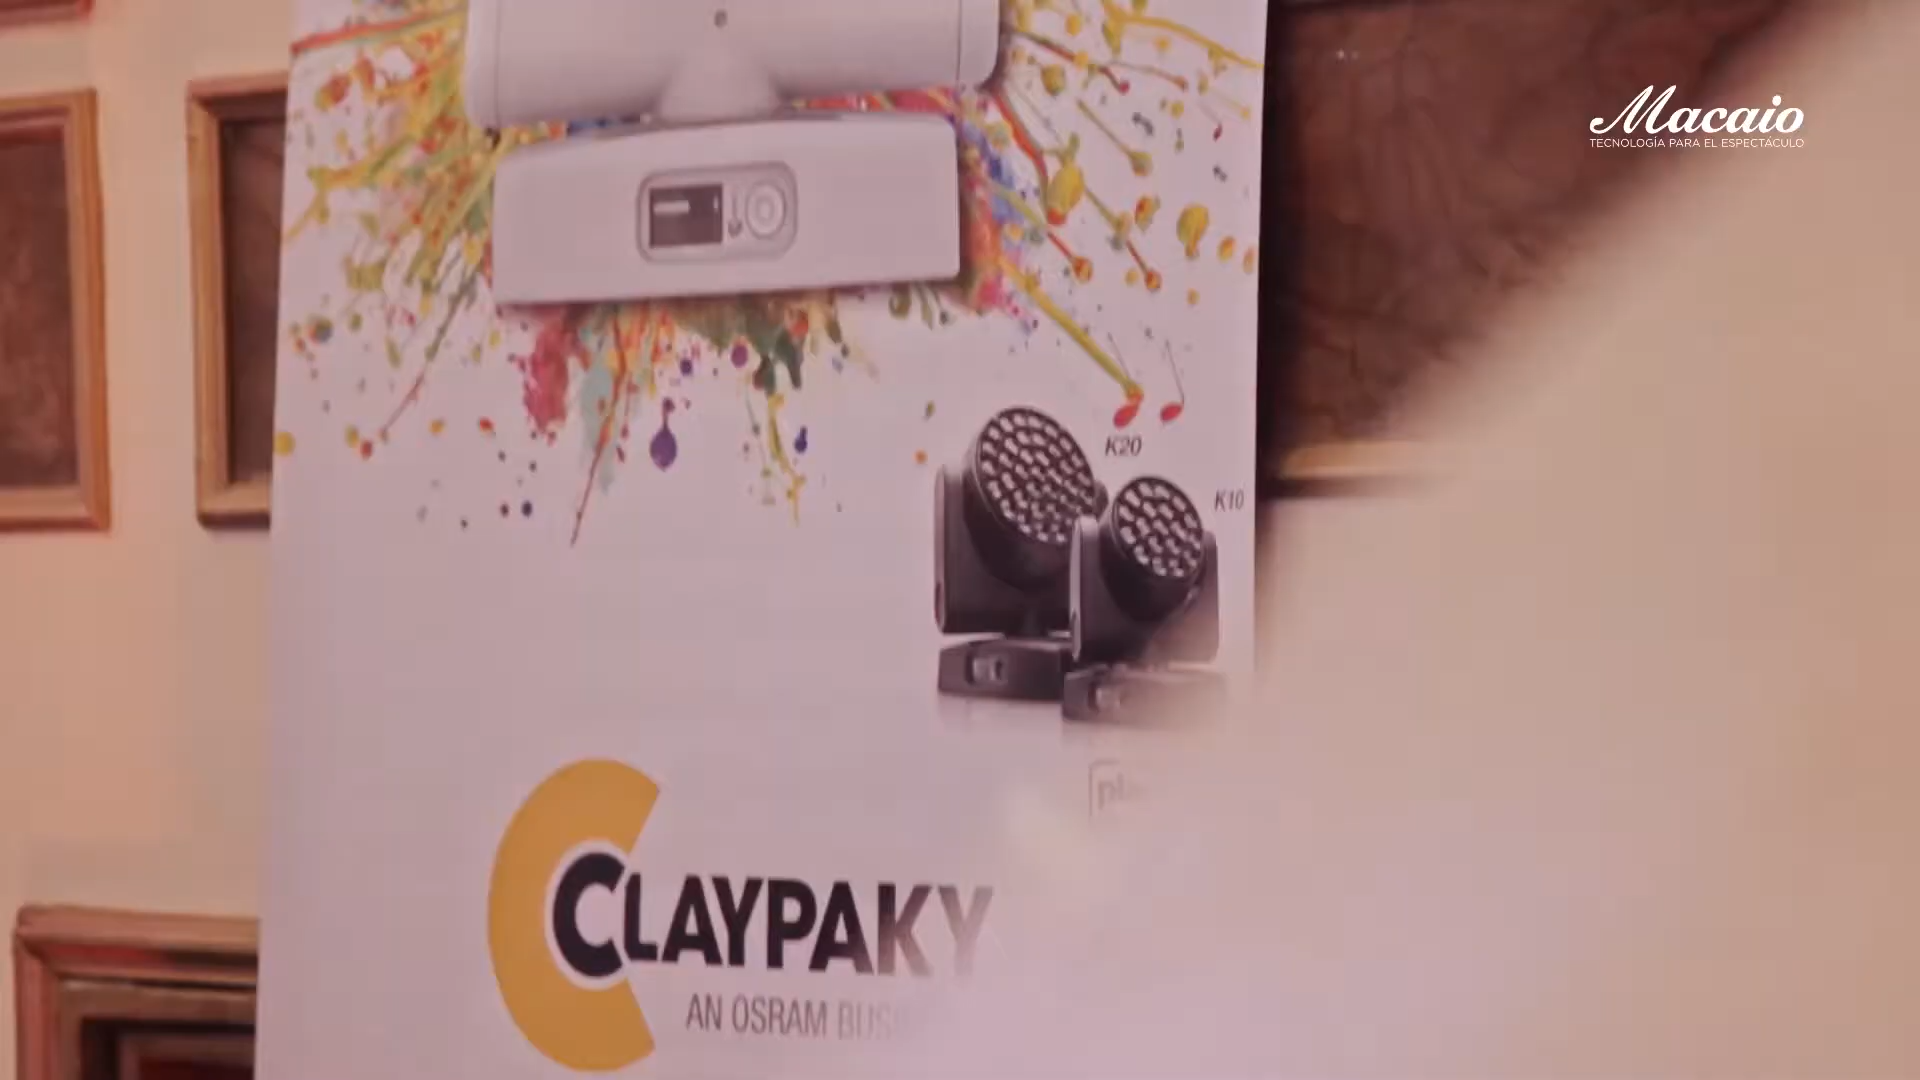 Macaio
TECNOLOGÍA PARA EL ESPECTÁCULO
K20
K10
CLAYPAKY
AN OSRAM